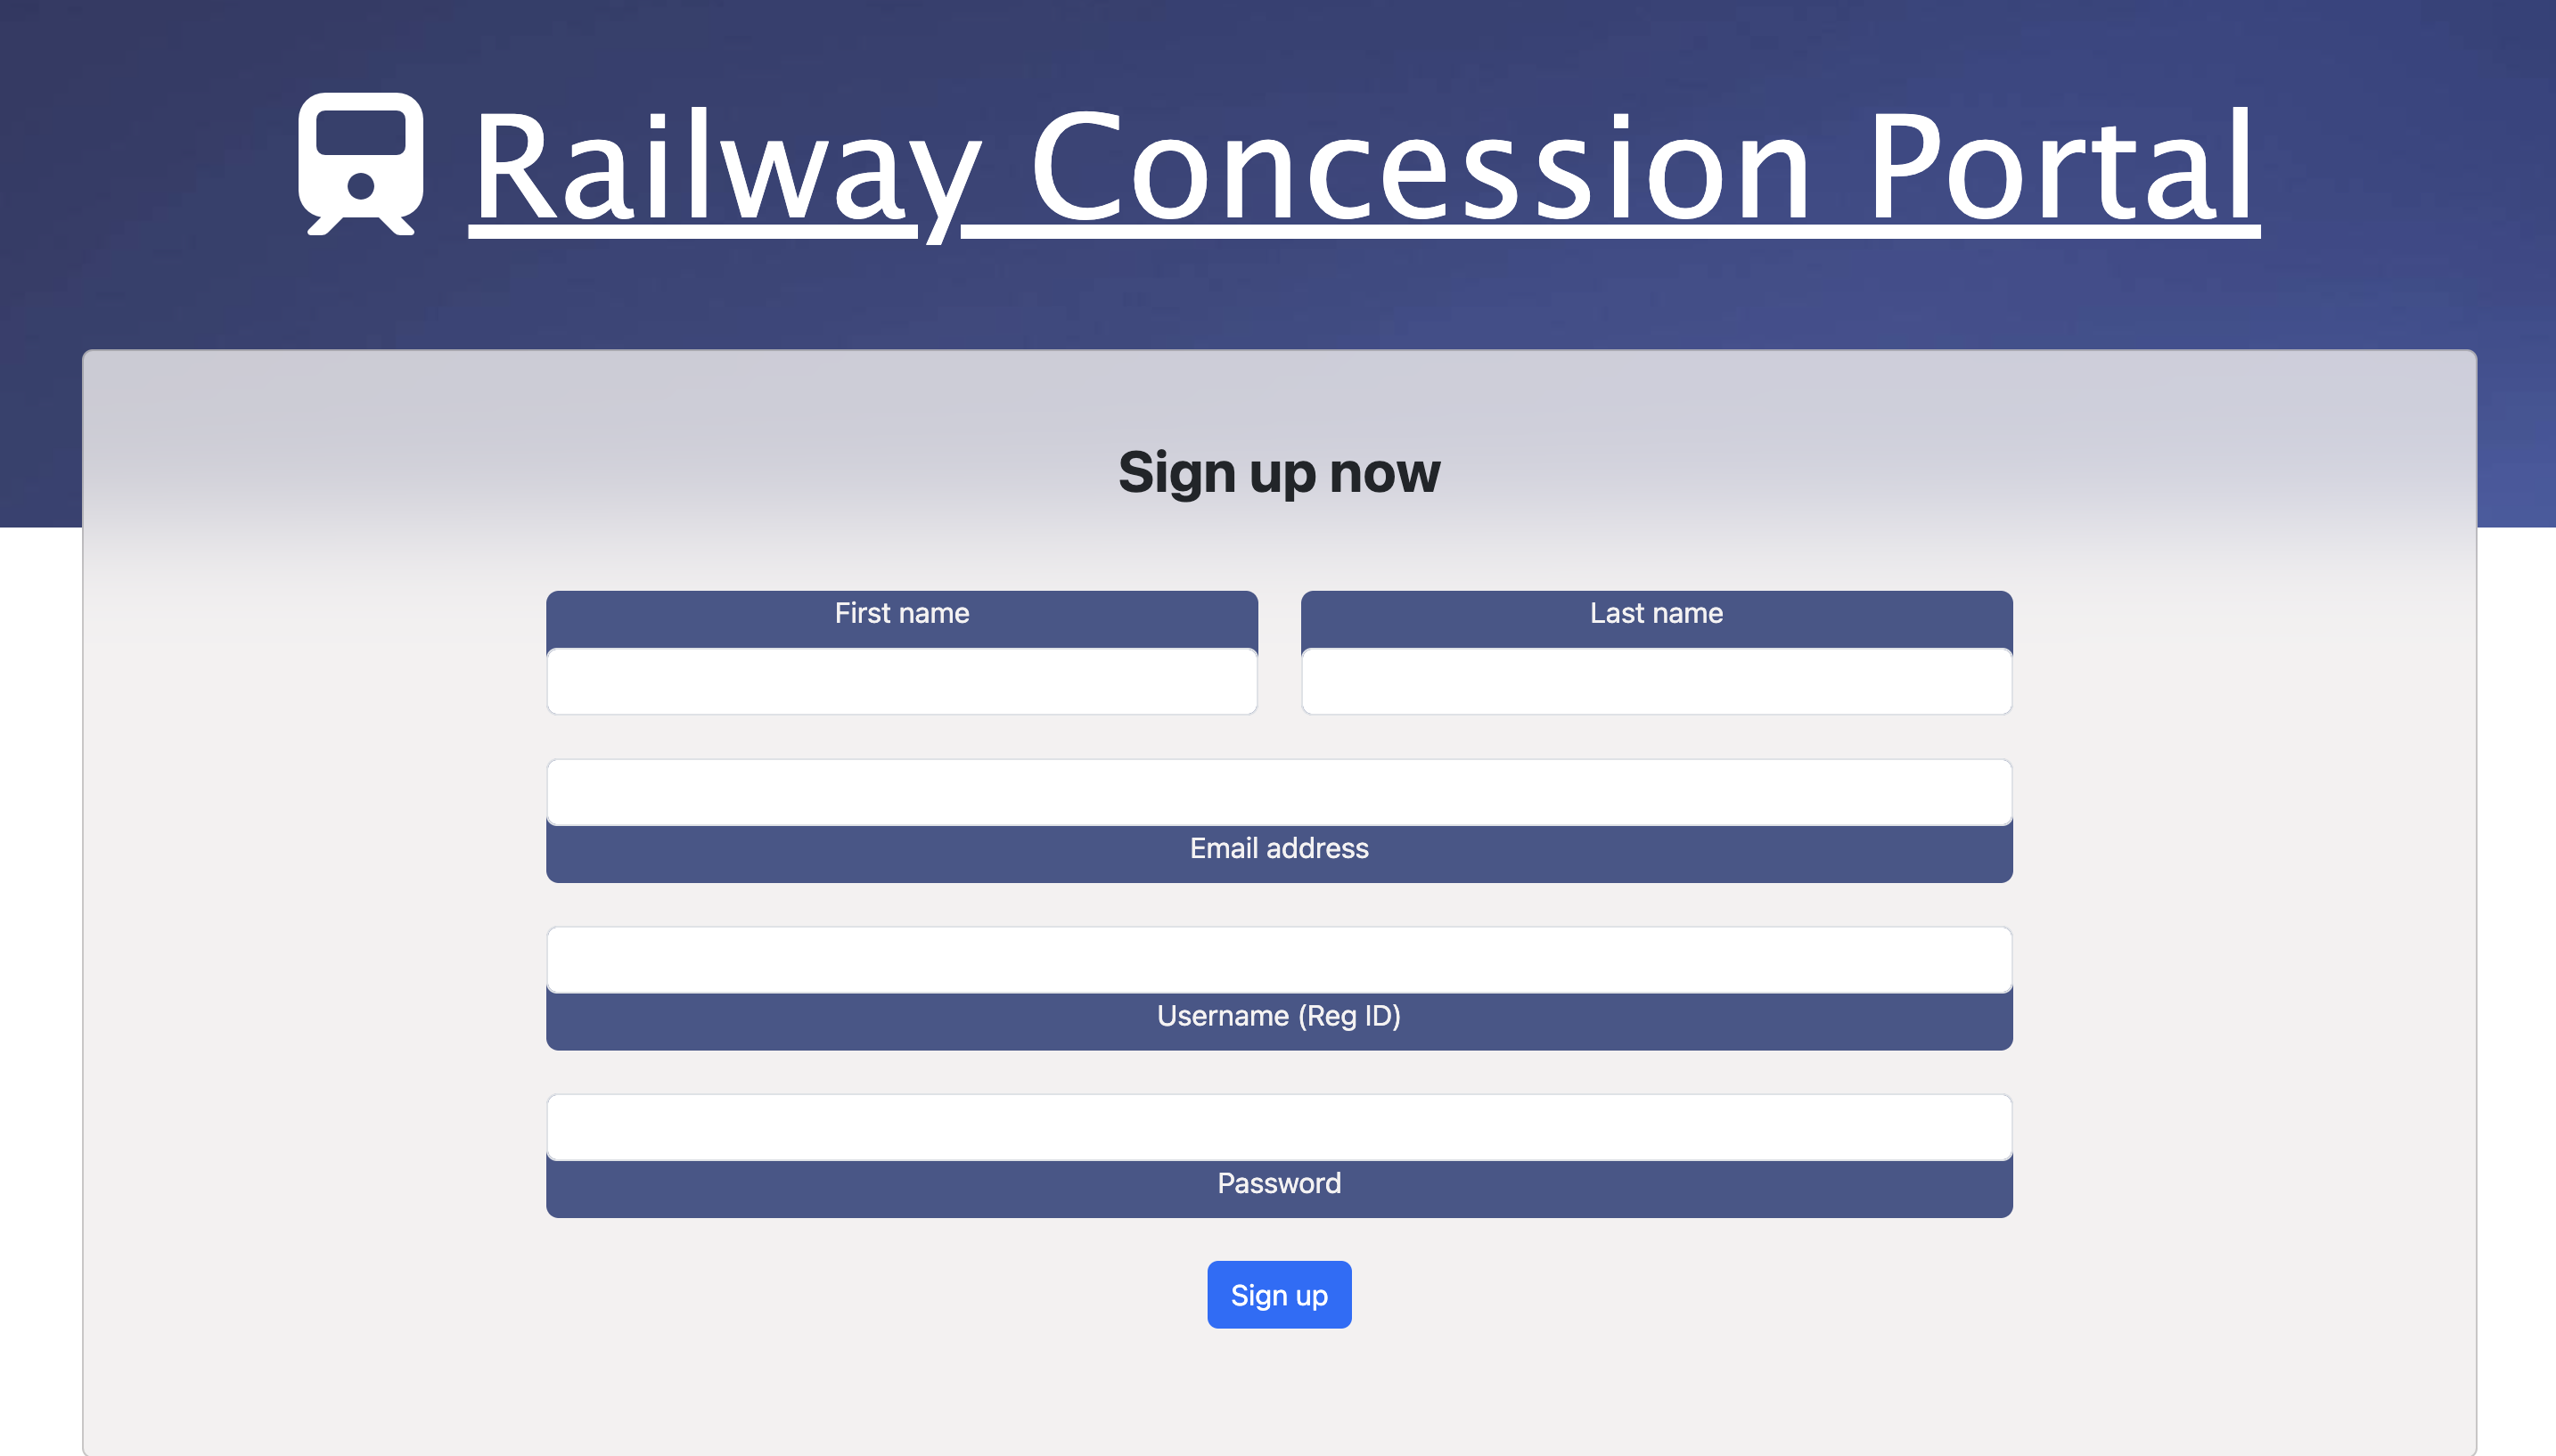 Railway Concession Portal
Sign up now
First name
Last name
Email address
Username (Reg ID)
Password
Sign up